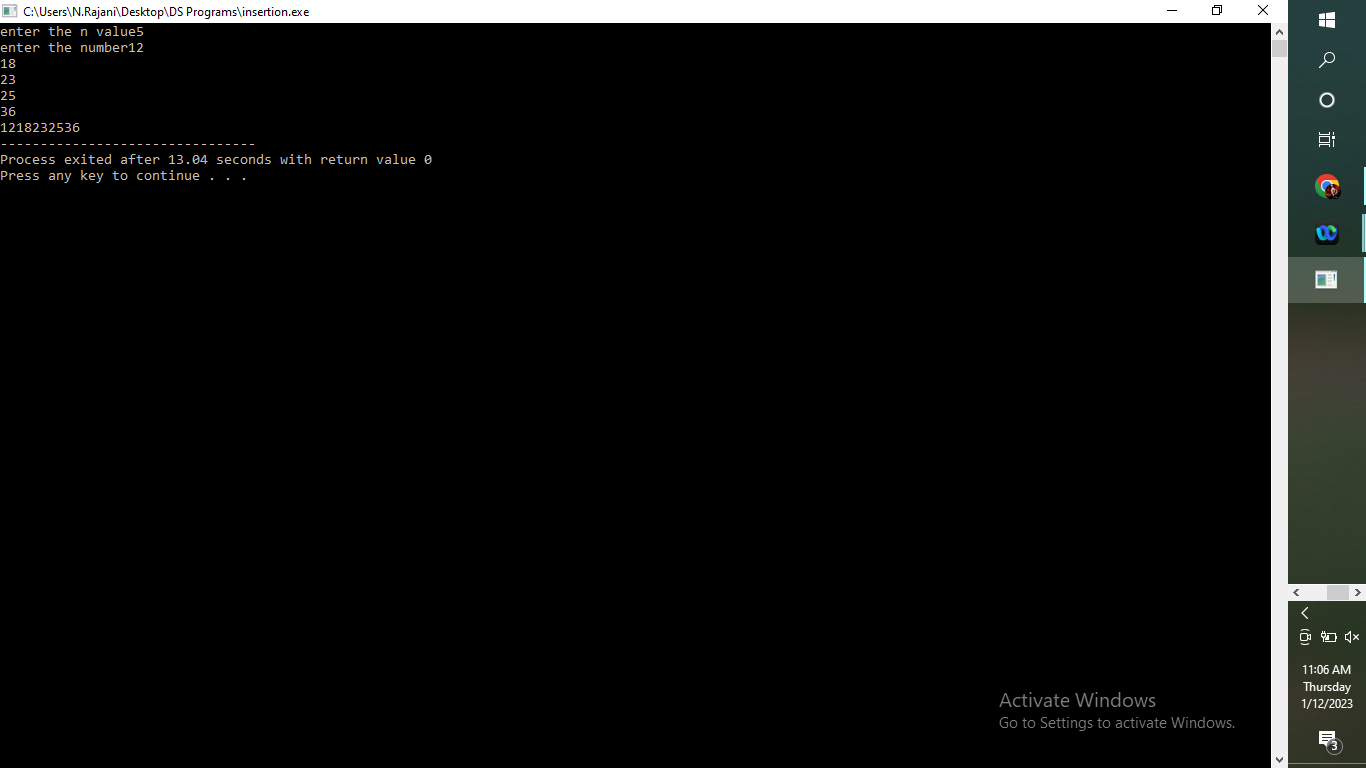 C:\Users\N.Rajani\Desktop\DS Programs\insertion.exe
enter the n value5
enter the number12
18
23
25
36
1218232536
--------------------------------
Process exited after 13.04 seconds with return value 0
Press any key to continue . . .
Activate Windows
Go to Settings to activate Windows.
11:06 AM
Thursday
1/12/2023
3